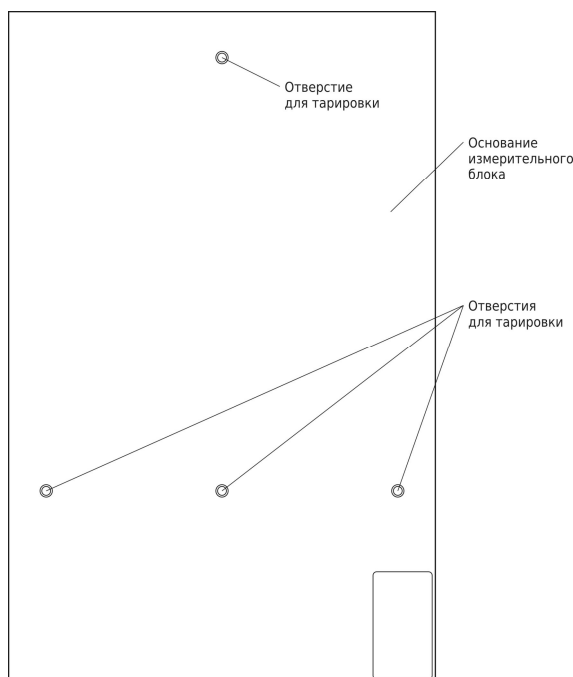 Отверстие
для тарировки
Основание
измерительного
блока
Отверстия
для тарировки